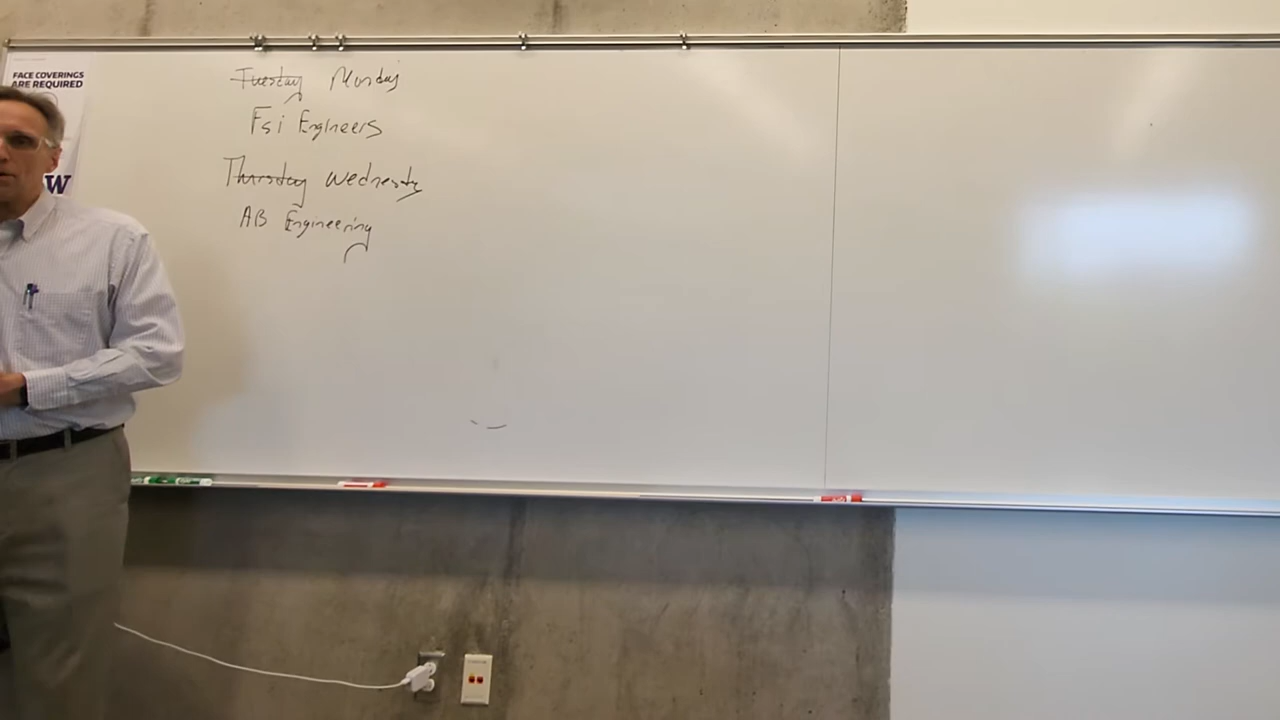 FACE COVERINGS
ARE REQUIRED
W
Tuesday Monday
Fsi Engineers
Thursday Wednesday
AB Engineering